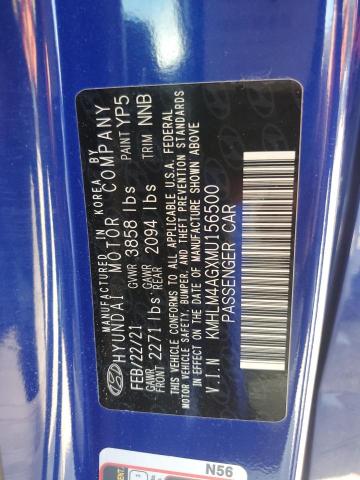 MANUFACTURED IN KOREA BY
HYUNDAI MOTOR COMPANY
FEB/22/21 GVWR 3858 lbs PAINT YP5
GAWR FRONT 2271 lbs GAWR REAR 2094 lbs TRIM NNB
THIS VEHICLE CONFORMS TO ALL APPLICABLE U.S.A. FEDERAL
MOTOR VEHICLE SAFETY, BUMPER, AND THEFT PREVENTION STANDARDS
IN EFFECT ON THE DATE OF MANUFACTURE SHOWN ABOVE
V.I.N KMHLM4AGXMU156500
PASSENGER CAR
N56